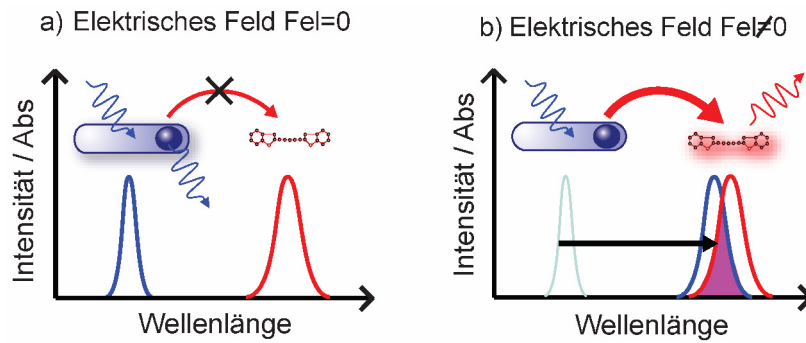 a) Elektrisches Feld Fel=0
Intensität / Abs
Wellenlänge
b) Elektrisches Feld Fel≠0
Intensität / Abs
Wellenlänge